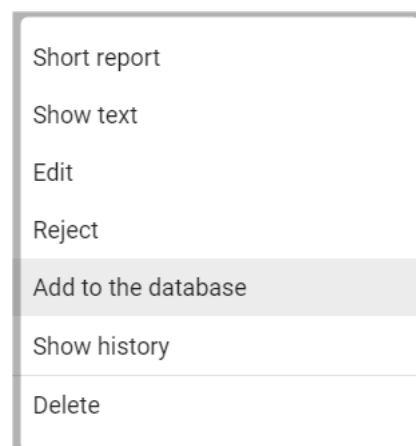 Short report
Show text
Edit
Reject
Add to the database
Show history
Delete